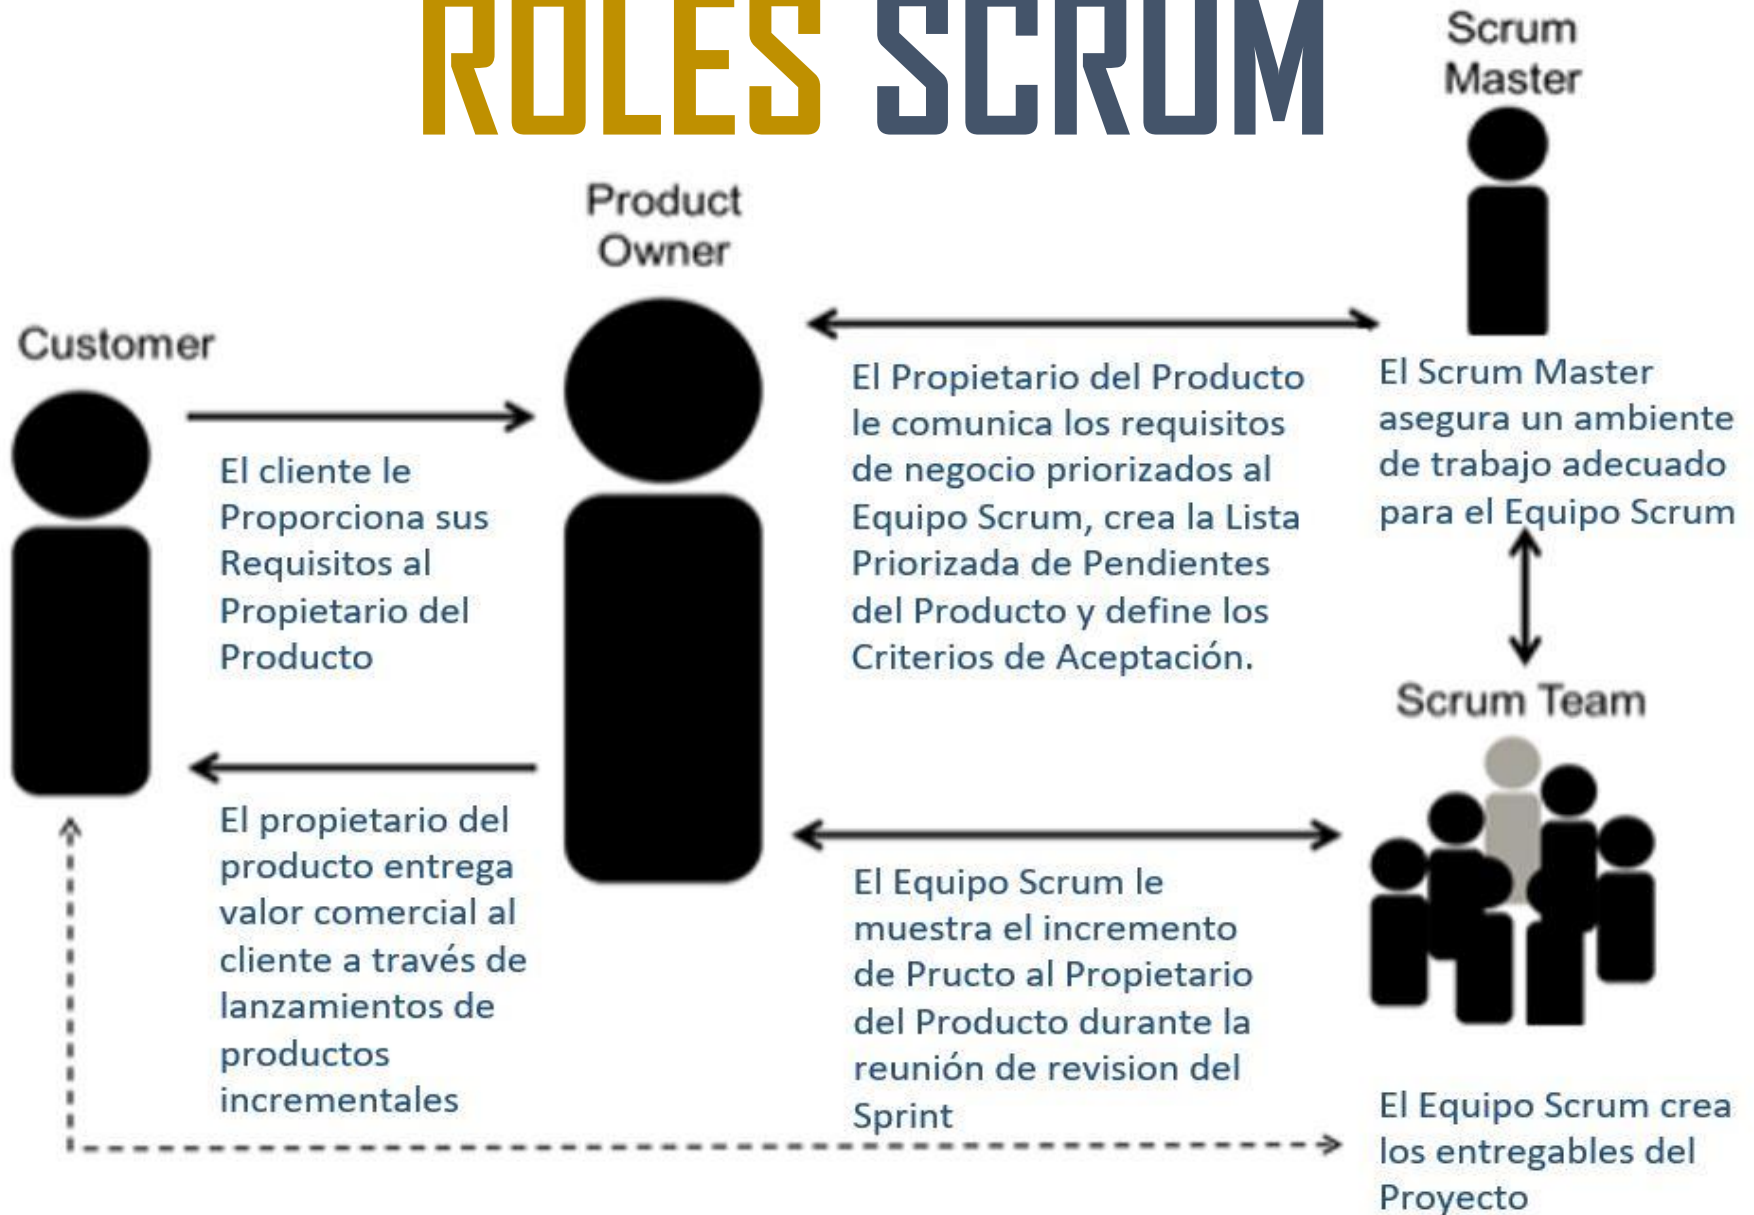 ROLES SCRUM
Scrum
Master
Product
Owner
Customer
El cliente le
Proporciona sus
Requisitos al
Propietario del
Producto
El Propietario del Producto
le comunica los requisitos
de negocio priorizados al
Equipo Scrum, crea la Lista
Priorizada de Pendientes
del Producto y define los
Criterios de Aceptación.
El Scrum Master
asegura un ambiente
de trabajo adecuado
para el Equipo Scrum
Scrum Team
El propietario del
producto entrega
valor comercial al
cliente a través de
lanzamientos de
productos
incrementales
El Equipo Scrum le
muestra el incremento
de Pructo al Propietario
del Producto durante la
reunión de revision del
Sprint
El Equipo Scrum crea
los entregables del
Proyecto